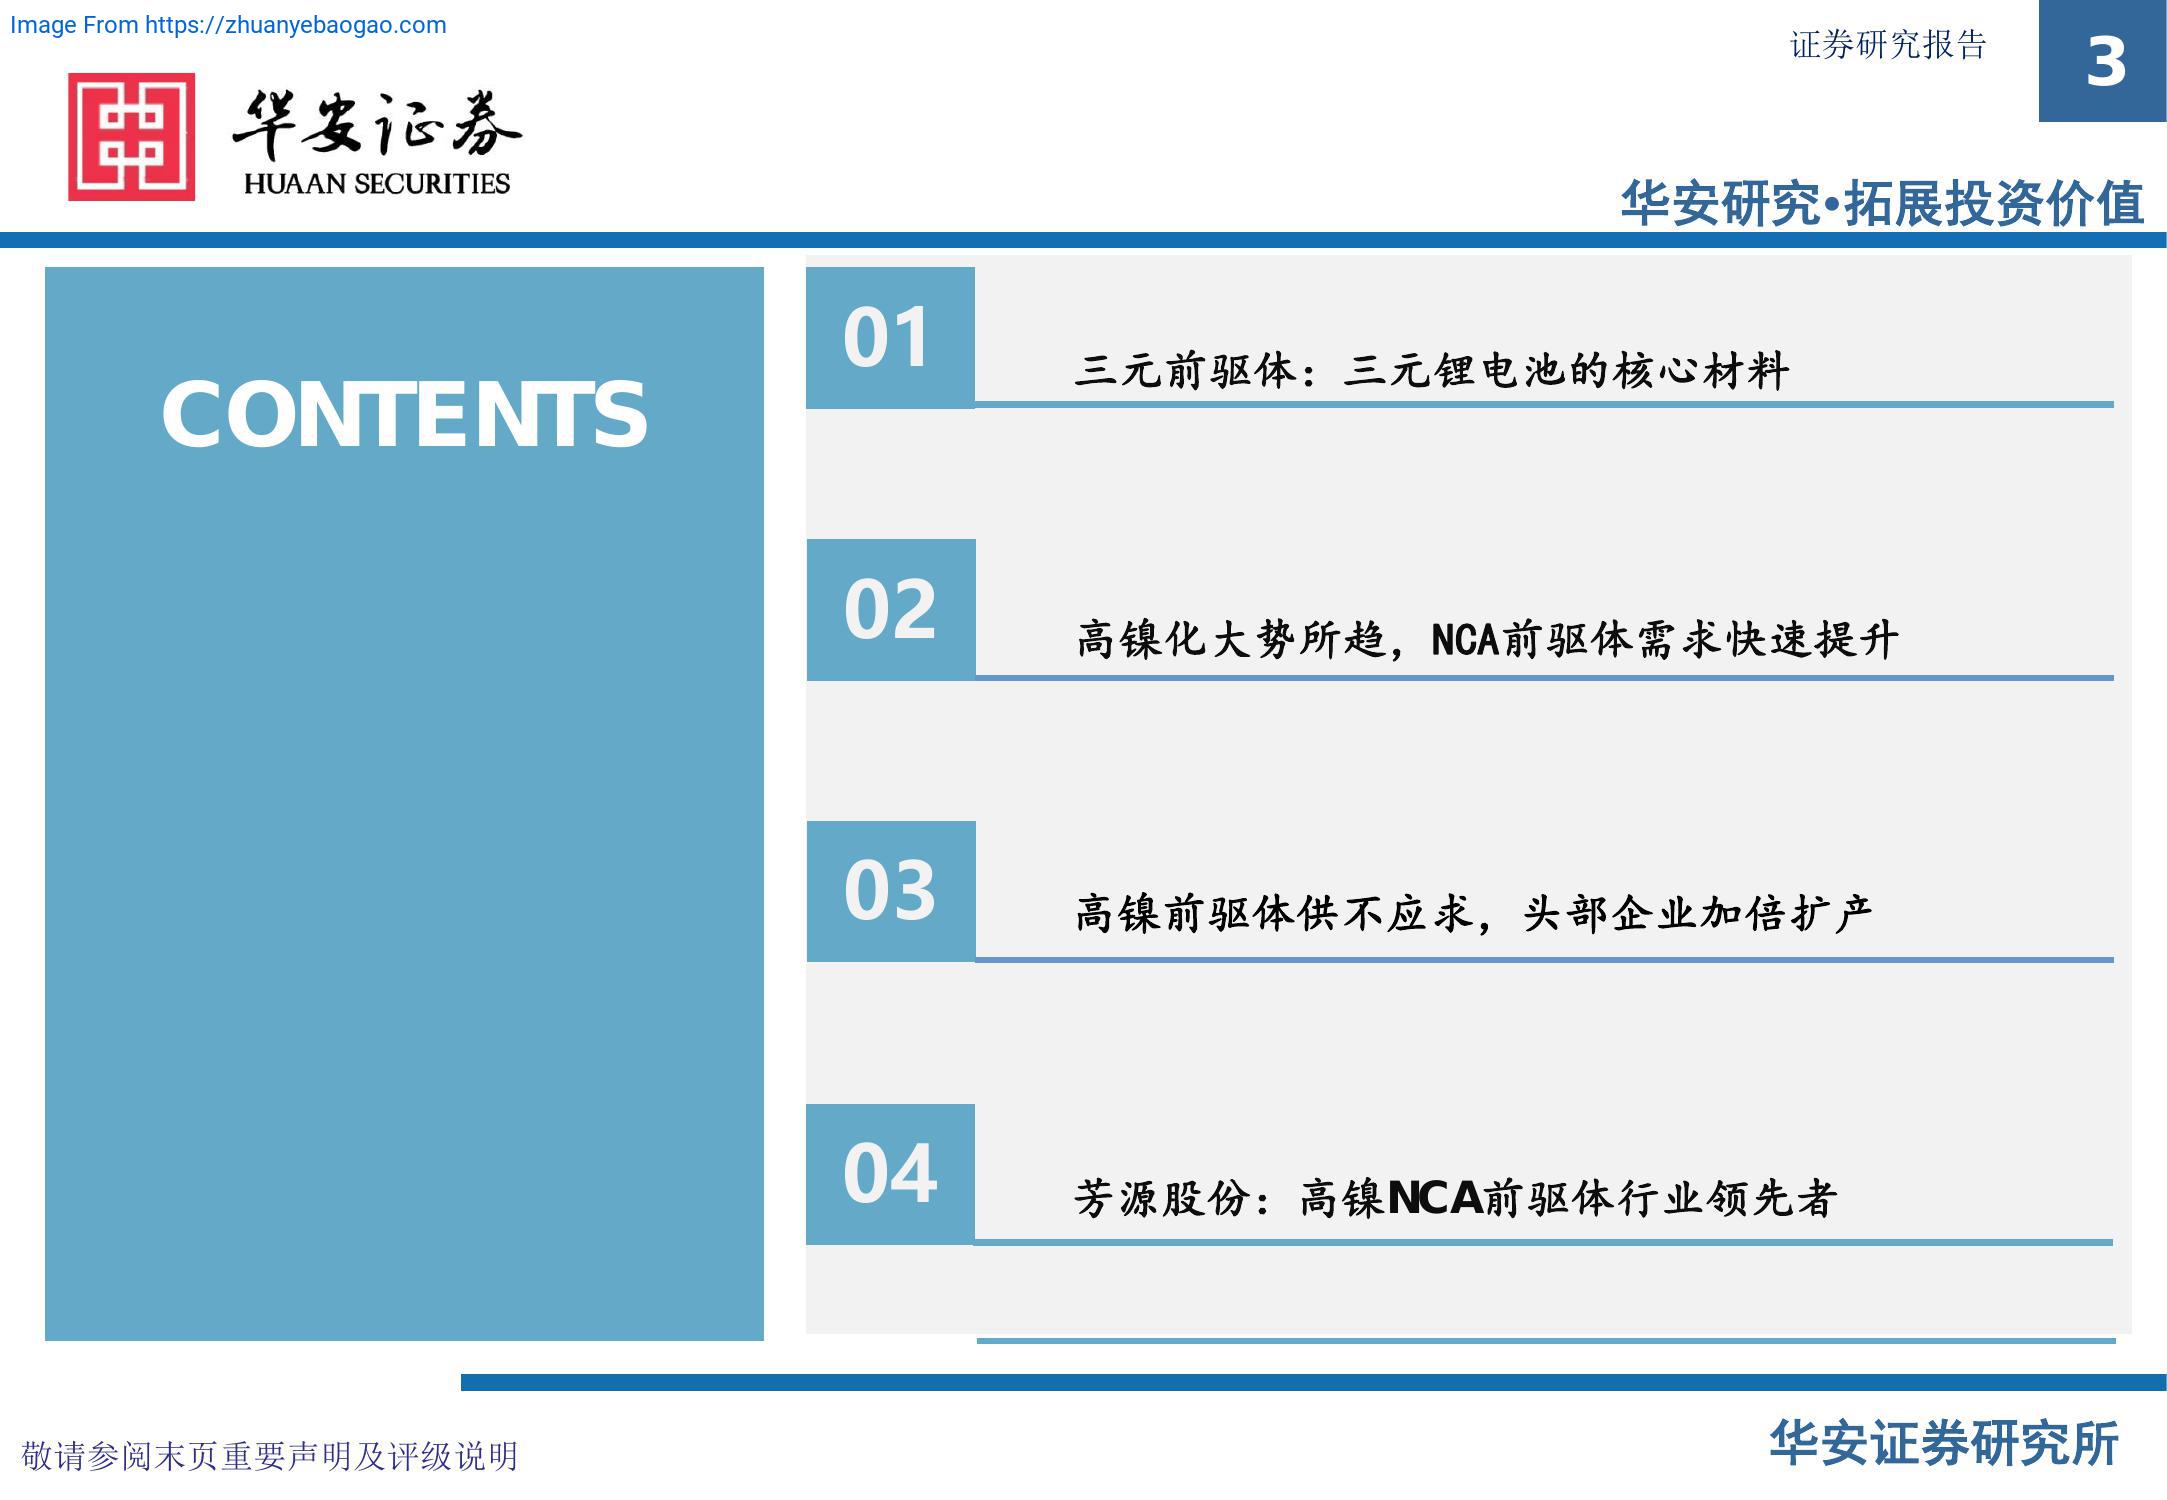 Image From https://zhuanyebaogao.com
证券研究报告
3
华安证券
HUAAN SECURITIES
华安研究•拓展投资价值
CONTENTS
01
三元前驱体：三元锂电池的核心材料
02
高镍化大势所趋，NCA前驱体需求快速提升
03
高镍前驱体供不应求，头部企业加倍扩产
04
芳源股份：高镍NCA前驱体行业领先者
敬请参阅末页重要声明及评级说明
华安证券研究所